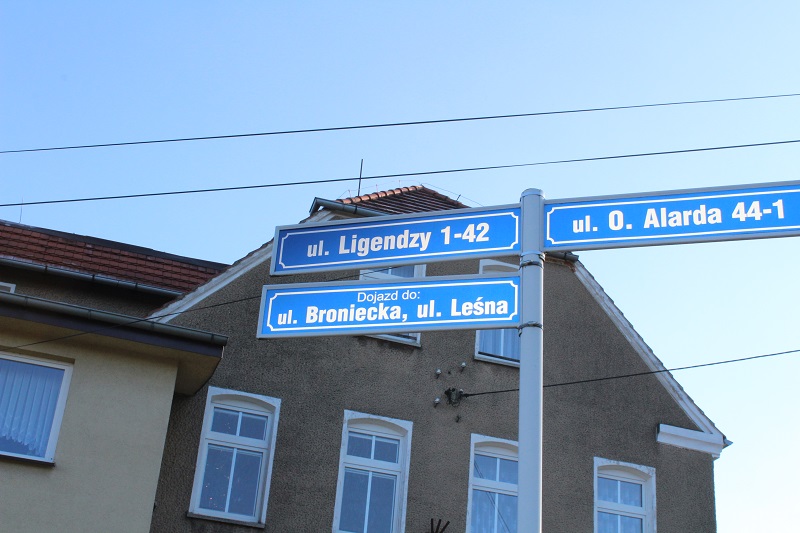 ul. Ligendzy 1-42
ul. O. Alarda 44-1
Dojazd do:
ul. Broniecka, ul. Leśna